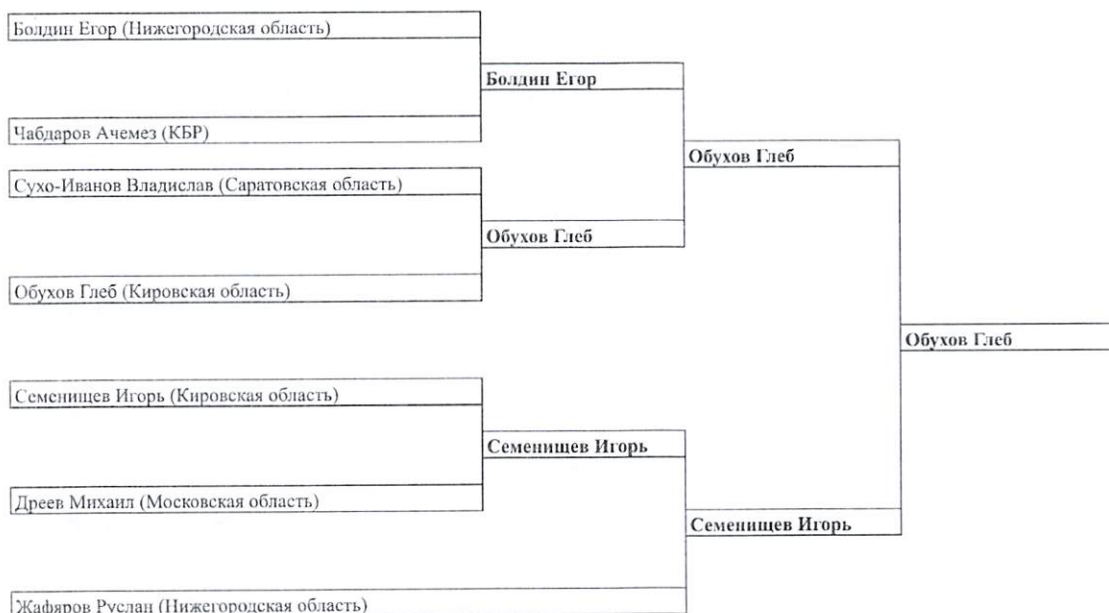 Болдин Егор (Нижегородская область)
Болдин Егор
Чабдаров Ачемез (КБР)
Обухов Глеб
Сухо-Иванов Владислав (Саратовская область)
Обухов Глеб
Обухов Глеб (Кировская область)
Обухов Глеб
Семенищев Игорь (Кировская область)
Семенищев Игорь
Дреев Михаил (Московская область)
Семенищев Игорь
Жафяров Руслан (Нижегородская область)